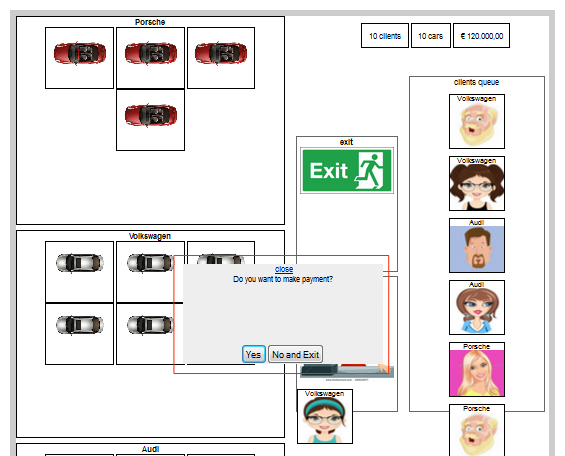 Porsche
10 clients
10 cars
€ 120.000,00
clients queue
Volkswagen
exit
Exit
Volkswagen
Audi
Volkswagen
close
Do you want to make payment?
Yes
No and Exit
Audi
Porsche
Volkswagen
Porsche
Audi